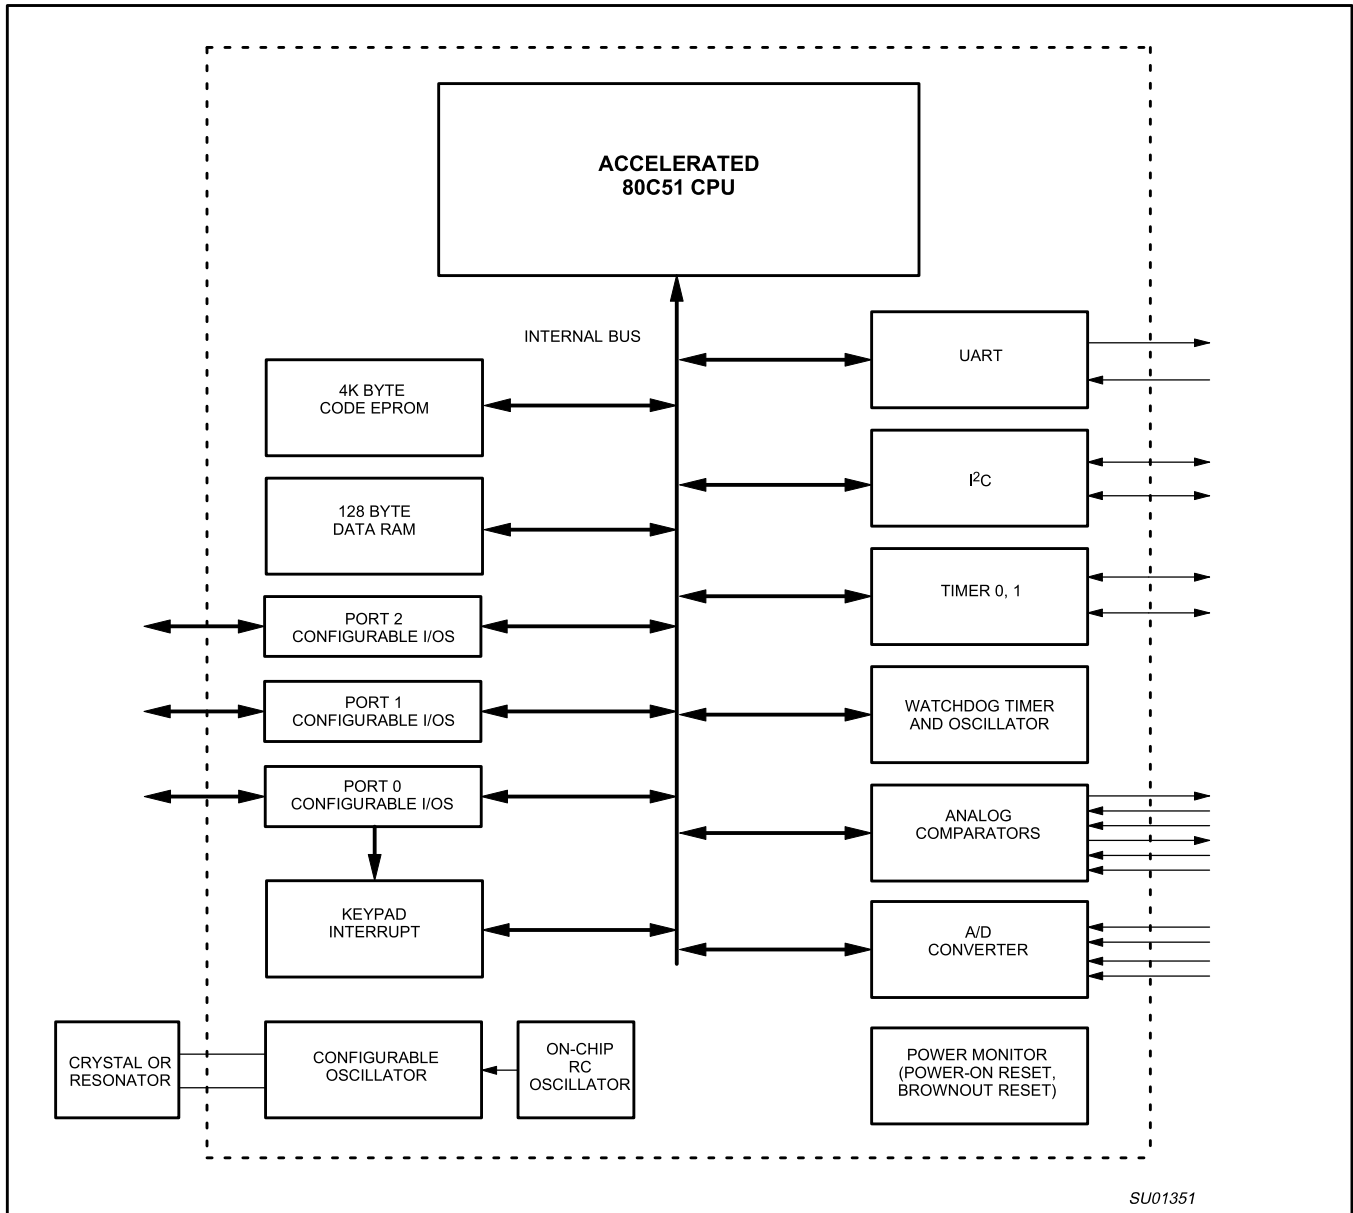 ACCELERATED
80C51 CPU
INTERNAL BUS
4K BYTE
CODE EPROM
128 BYTE
DATA RAM
PORT 2
CONFIGURABLE I/OS
PORT 1
CONFIGURABLE I/OS
PORT 0
CONFIGURABLE I/OS
KEYPAD
INTERRUPT
CRYSTAL OR
RESONATOR
CONFIGURABLE
OSCILLATOR
ON-CHIP
RC
OSCILLATOR
UART
I²C
TIMER 0, 1
WATCHDOG TIMER
AND OSCILLATOR
ANALOG
COMPARATORS
A/D
CONVERTER
POWER MONITOR
(POWER-ON RESET,
BROWNOUT RESET)
SU01351